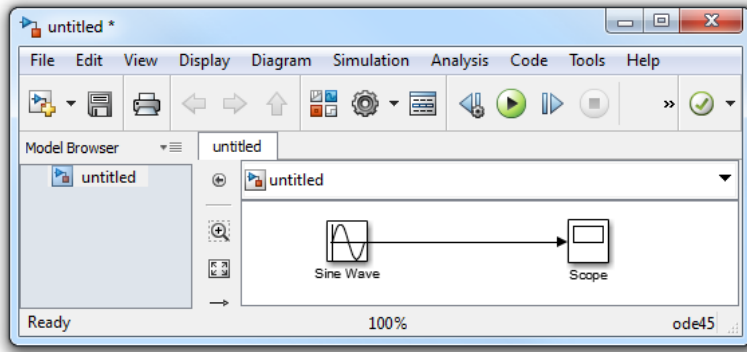 untitled *
File Edit View Display Diagram Simulation Analysis Code Tools Help
»
Model Browser
untitled
untitled
untitled
Sine Wave
Scope
Ready 100% ode45